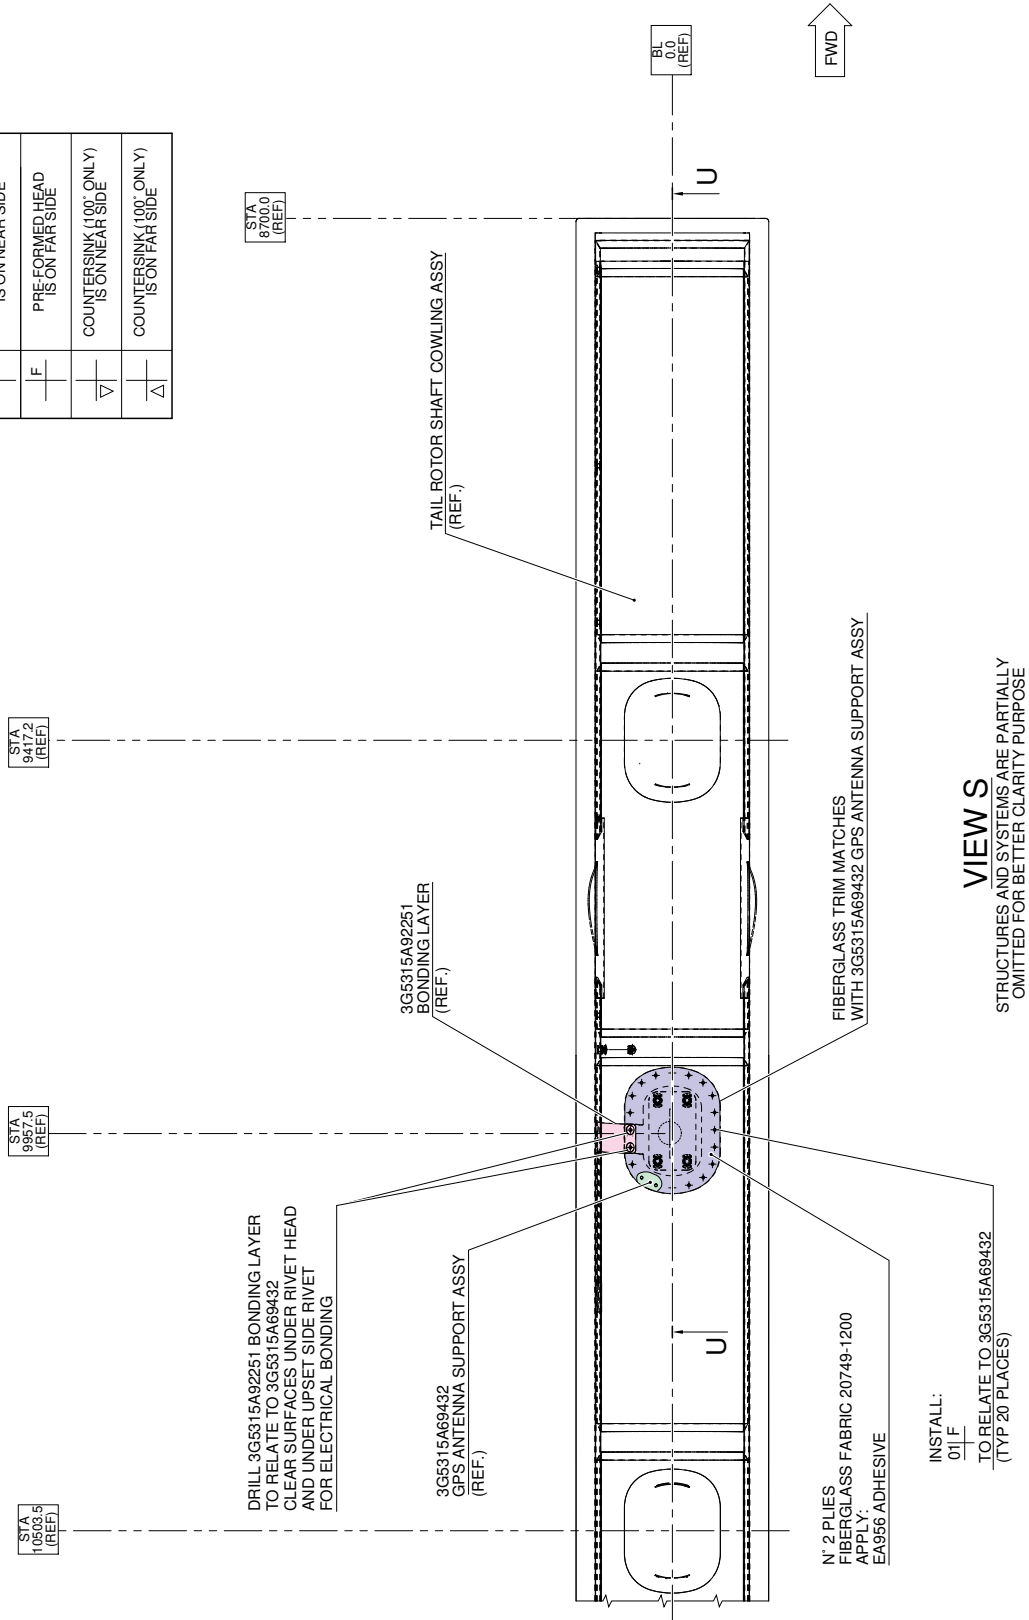 IS ON NEAR SIDE
F
PRE-FORMED HEAD
IS ON FAR SIDE
COUNTERSINK (100° ONLY)
IS ON NEAR SIDE
COUNTERSINK (100° ONLY)
IS ON FAR SIDE
STA
10503.5
(REF)
STA
9957.5
(REF)
STA
9417.2
(REF)
STA
8700.0
(REF)
BL
0.0
(REF)
FWD
DRILL 3G5315A92251 BONDING LAYER
TO RELATE TO 3G5315A69432
CLEAR SURFACES UNDER RIVET HEAD
AND UNDER UPSET SIDE RIVET
FOR ELECTRICAL BONDING
3G5315A69432
GPS ANTENNA SUPPORT ASSY
(REF.)
3G5315A92251
BONDING LAYER
(REF.)
TAIL ROTOR SHAFT COWLING ASSY
(REF.)
U
U
N° 2 PLIES
FIBERGLASS FABRIC 20749-1200
APPLY:
EA956 ADHESIVE
INSTALL:
01 F
TO RELATE TO 3G5315A69432
(TYP 20 PLACES)
FIBERGLASS TRIM MATCHES
WITH 3G5315A69432 GPS ANTENNA SUPPORT ASSY
VIEW S
STRUCTURES AND SYSTEMS ARE PARTIALLY
OMITTED FOR BETTER CLARITY PURPOSE